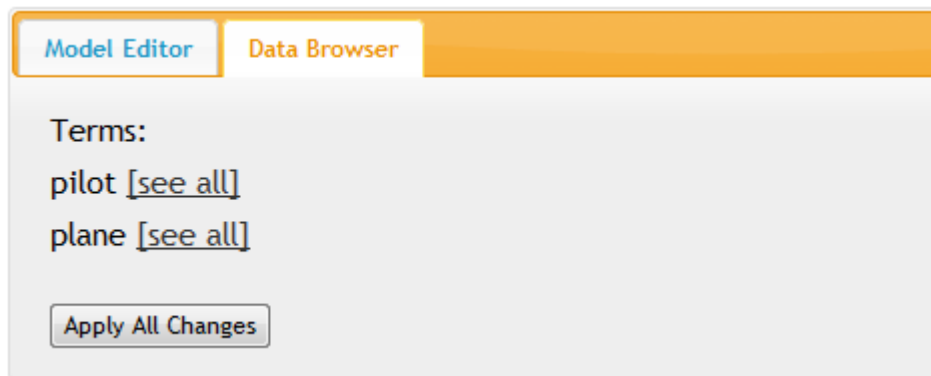 Model Editor Data Browser
Terms:
pilot [see all]
plane [see all]
Apply All Changes